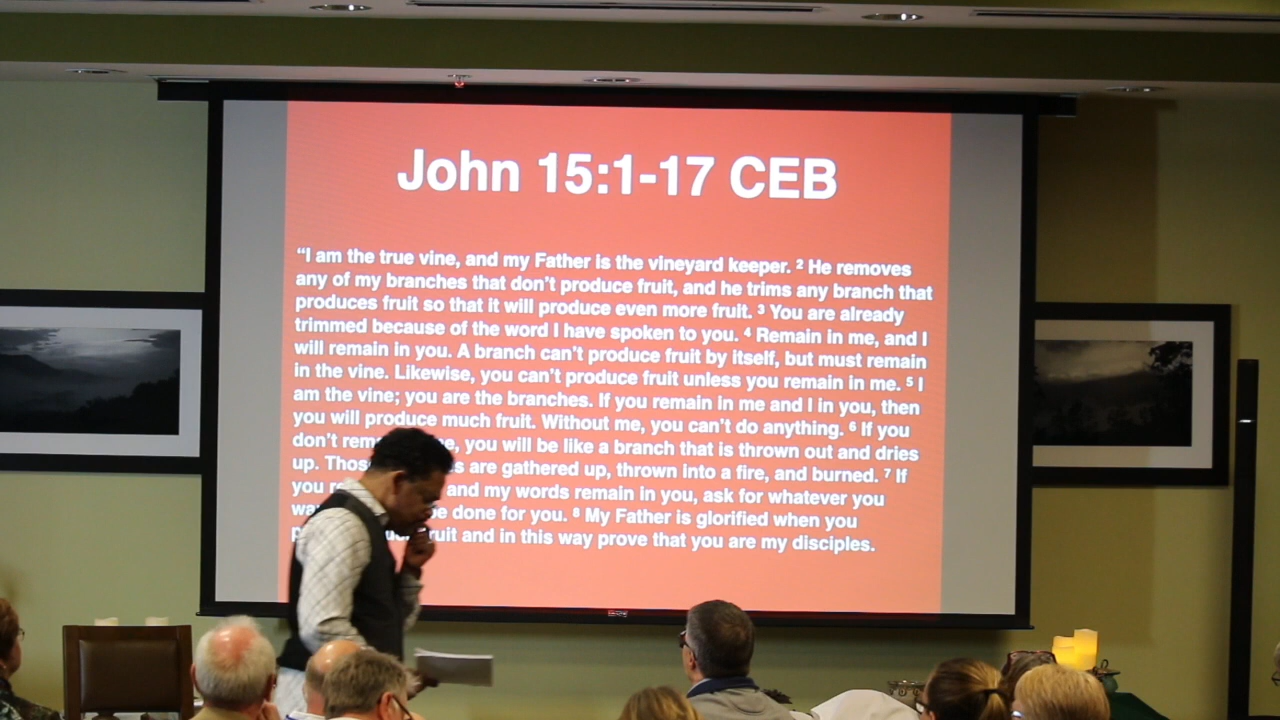 John 15:1-17 CEB
“I am the true vine, and my Father is the vineyard keeper. ² He removes
any of my branches that don’t produce fruit, and he trims any branch that
produces fruit so that it will produce even more fruit. ³ You are already
trimmed because of the word I have spoken to you. ⁴ Remain in me, and I
will remain in you. A branch can’t produce fruit by itself, but must remain
in the vine. Likewise, you can’t produce fruit unless you remain in me. ⁵ I
am the vine; you are the branches. If you remain in me and I in you, then
you will produce much fruit. Without me, you can’t do anything. ⁶ If you
don’t you will be like a branch that is thrown out and dries
up. are gathered up, thrown into a fire, and burned. ⁷ If
you and my words remain in you, ask for whatever you
be done for you. ⁸ My Father is glorified when you
and in this way prove that you are my disciples.